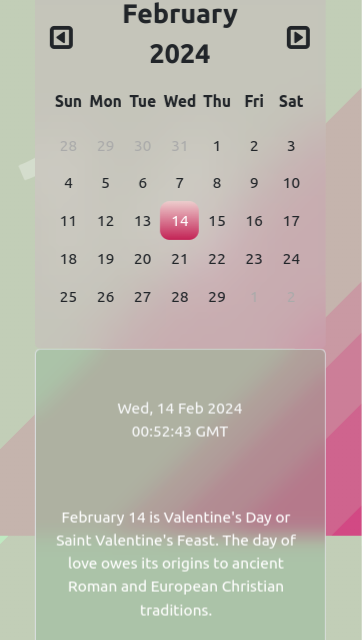 February
2024
Sun Mon Tue Wed Thu Fri Sat
28 29 30 31 1 2 3
4 5 6 7 8 9 10
11 12 13 14 15 16 17
18 19 20 21 22 23 24
25 26 27 28 29 1 2
Wed, 14 Feb 2024
00:52:43 GMT
February 14 is Valentine's Day or
Saint Valentine's Feast. The day of
love owes its origins to ancient
Roman and European Christian
traditions.